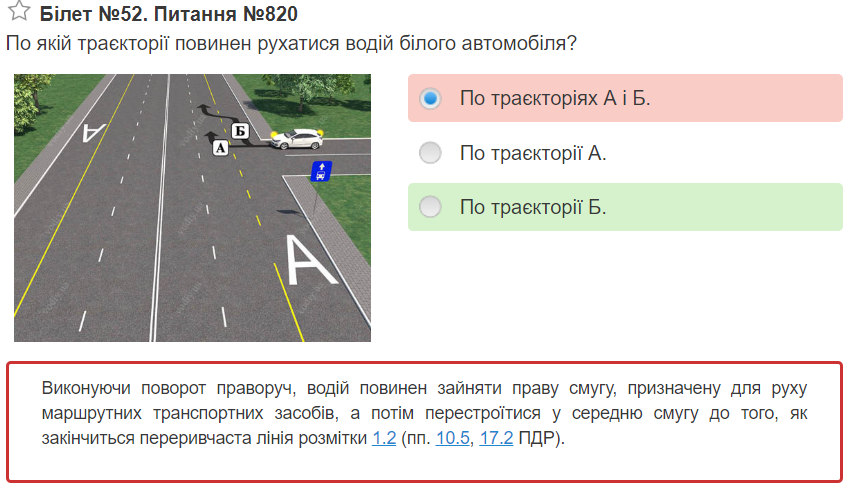 Білет №52. Питання №820
По якій траєкторії повинен рухатися водій білого автомобіля?
По траєкторіях А і Б.
По траєкторії А.
По траєкторії Б.
А
Б
А
A
Виконуючи поворот праворуч, водій повинен зайняти праву смугу, призначену для руху
маршрутних транспортних засобів, а потім перестроїтися у середню смугу до того, як
закінчиться переривчаста лінія розмітки 1.2 (пп. 10.5, 17.2 ПДР).